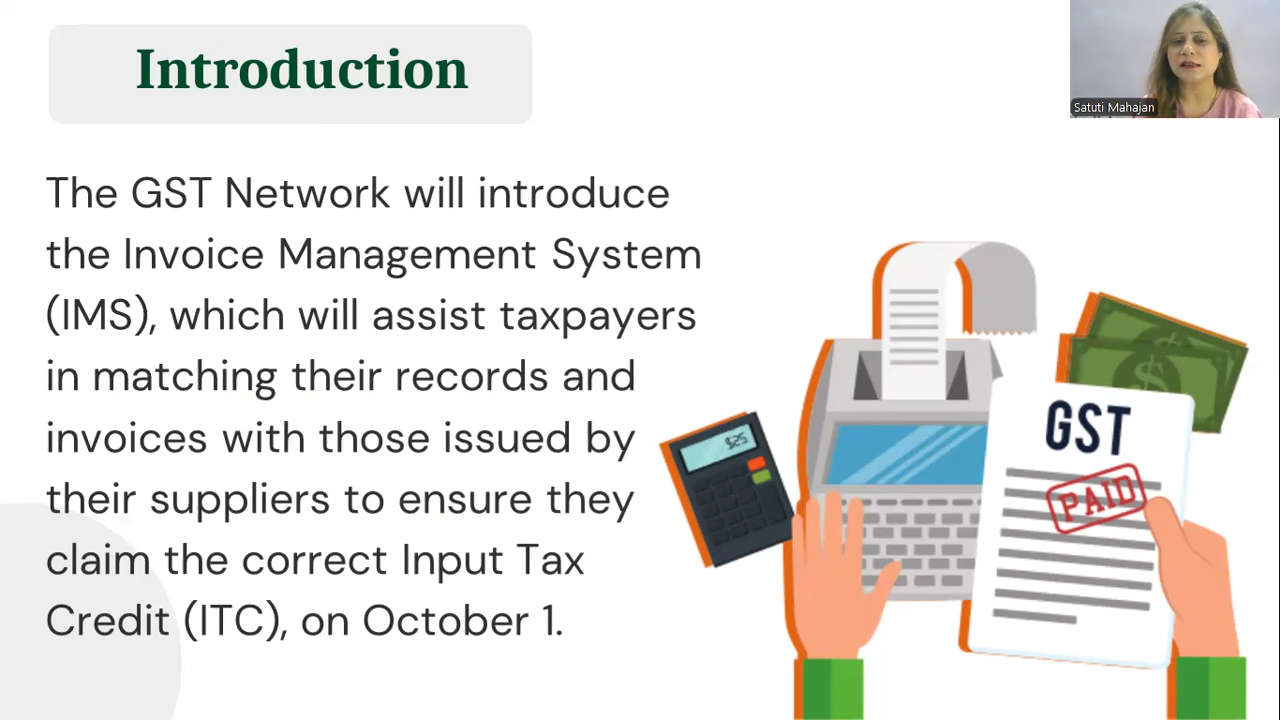 Introduction
Satuti Mahajan
The GST Network will introduce
the Invoice Management System
(IMS), which will assist taxpayers
in matching their records and
invoices with those issued by
their suppliers to ensure they
claim the correct Input Tax
Credit (ITC), on October 1.
$25
GST
PAID
$